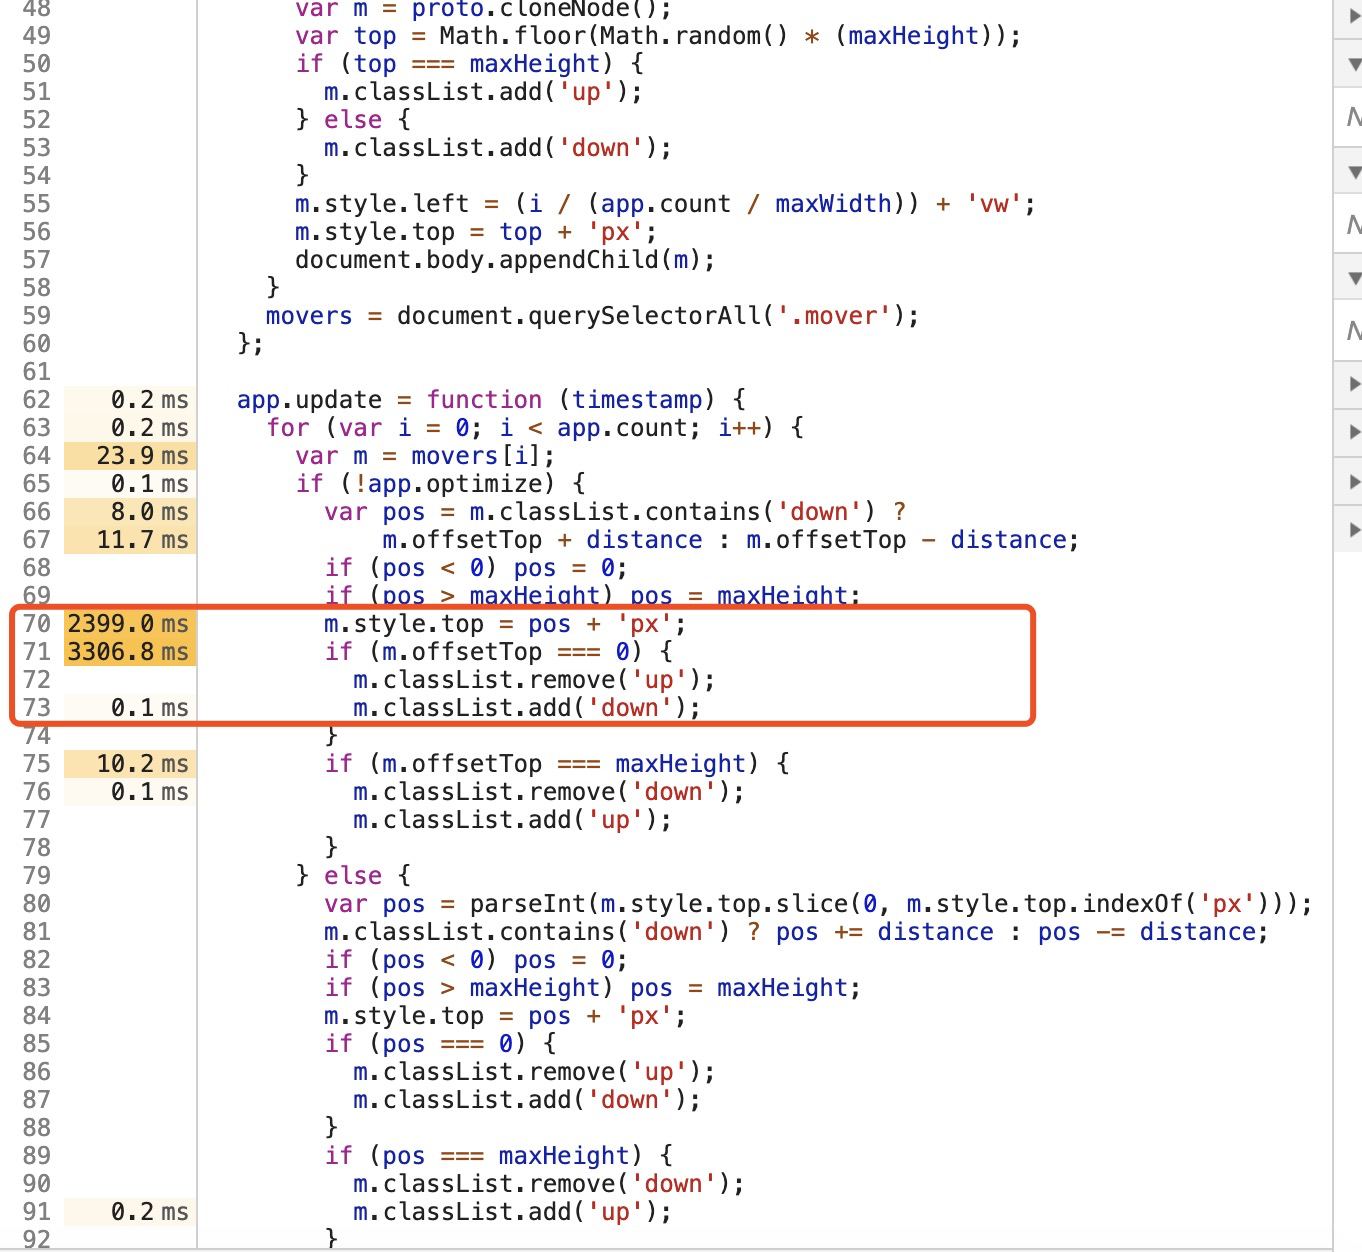 48 var m = proto.cloneNode();
49 var top = Math.floor(Math.random() * (maxHeight));
50 if (top === maxHeight) {
51 m.classList.add('up');
52 } else {
53 m.classList.add('down');
54 }
55 m.style.left = (i / (app.count / maxWidth)) + 'vw';
56 m.style.top = top + 'px';
57 document.body.appendChild(m);
58 }
59 movers = document.querySelectorAll('.mover');
60 };
61
62 0.2 ms app.update = function (timestamp) {
63 0.2 ms for (var i = 0; i < app.count; i++) {
64 23.9 ms var m = movers[i];
65 0.1 ms if (!app.optimize) {
66 8.0 ms var pos = m.classList.contains('down') ?
67 11.7 ms m.offsetTop + distance : m.offsetTop - distance;
68 if (pos < 0) pos = 0;
69 if (pos > maxHeight) pos = maxHeight;
70 2399.0 ms m.style.top = pos + 'px';
71 3306.8 ms if (m.offsetTop === 0) {
72 m.classList.remove('up');
73 0.1 ms m.classList.add('down');
74 }
75 10.2 ms if (m.offsetTop === maxHeight) {
76 0.1 ms m.classList.remove('down');
77 m.classList.add('up');
78 }
79 } else {
80 var pos = parseInt(m.style.top.slice(0, m.style.top.indexOf('px')));
81 m.classList.contains('down') ? pos += distance : pos -= distance;
82 if (pos < 0) pos = 0;
83 if (pos > maxHeight) pos = maxHeight;
84 m.style.top = pos + 'px';
85 if (pos === 0) {
86 m.classList.remove('up');
87 m.classList.add('down');
88 }
89 if (pos === maxHeight) {
90 m.classList.remove('down');
91 0.2 ms m.classList.add('up');
92 }